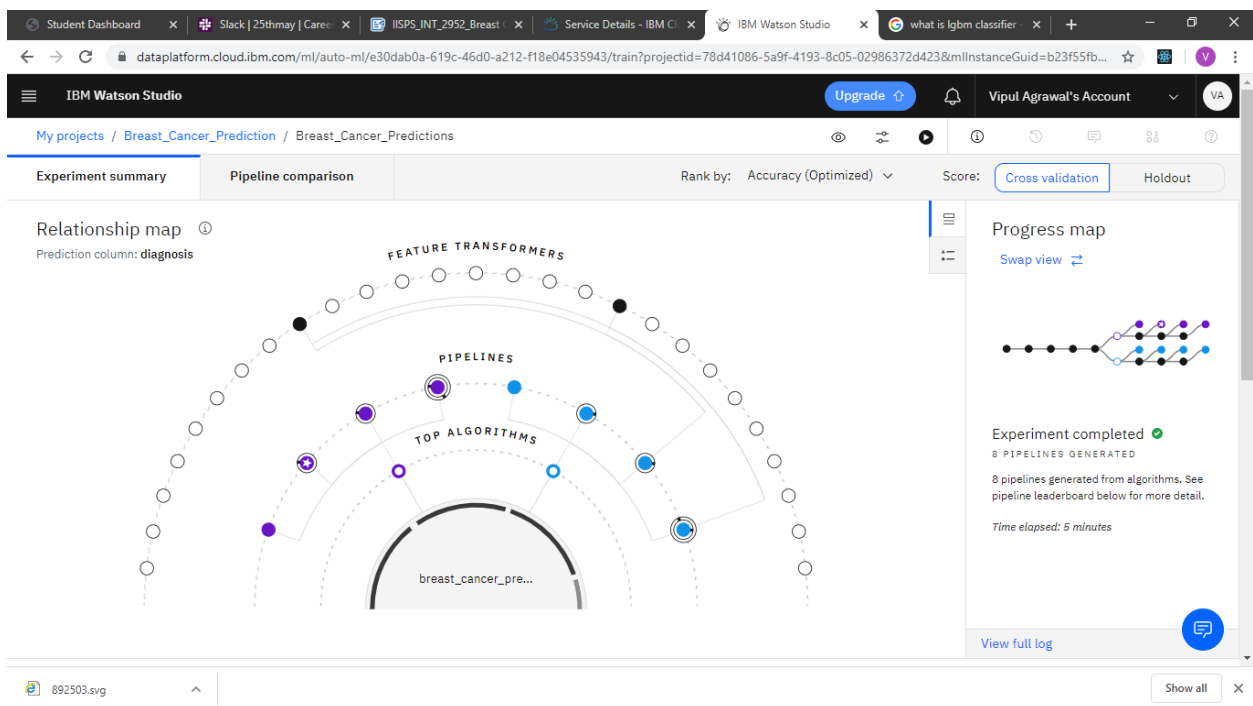 Student Dashboard
Slack | 25thmay | Caree
IISPS_INT_2952_Breast C
Service Details - IBM Cl
IBM Watson Studio
what is lgbm classifier -
dataplatform.cloud.ibm.com/ml/auto-ml/e30dab0a-619c-46d0-a212-f18e04535943/train?projectid=78d41086-5a9f-4193-8c05-02986372d423&mlInstanceGuid=b23f55fb...
V
IBM Watson Studio
Upgrade
Vipul Agrawal's Account
VA
My projects / Breast_Cancer_Prediction / Breast_Cancer_Predictions
Experiment summary
Pipeline comparison
Rank by: Accuracy (Optimized)
Score: Cross validation Holdout
Relationship map
Prediction column: diagnosis
FEATURE TRANSFORMERS
PIPELINES
TOP ALGORITHMS
breast_cancer_pre...
Progress map
Swap view
Experiment completed
8 PIPELINES GENERATED
8 pipelines generated from algorithms. See
pipeline leaderboard below for more detail.
Time elapsed: 5 minutes
View full log
892503.svg
Show all